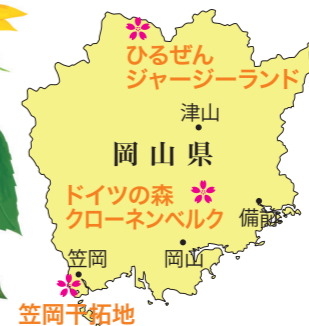 ひるぜん
ジャージーランド
津山
岡山県
ドイツの森
クローネンベルク
備前
笠岡
岡山
笠岡干拓地